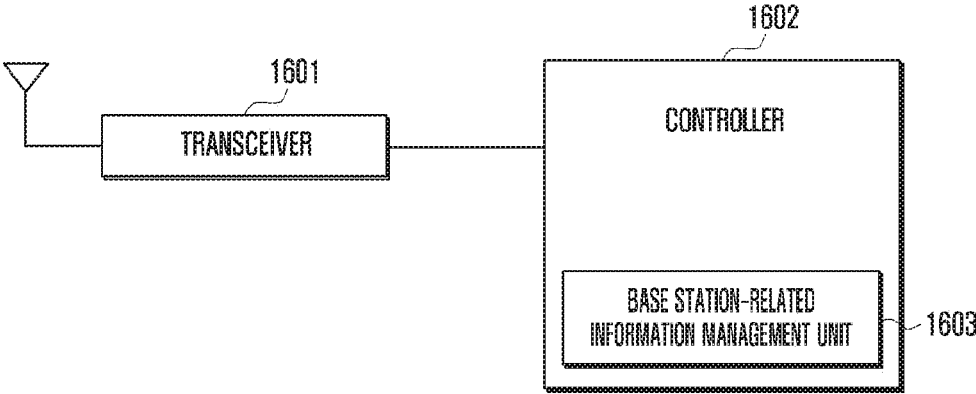 1602
1601
TRANSCEIVER
CONTROLLER
BASE STATION-RELATED
INFORMATION MANAGEMENT UNIT
1603